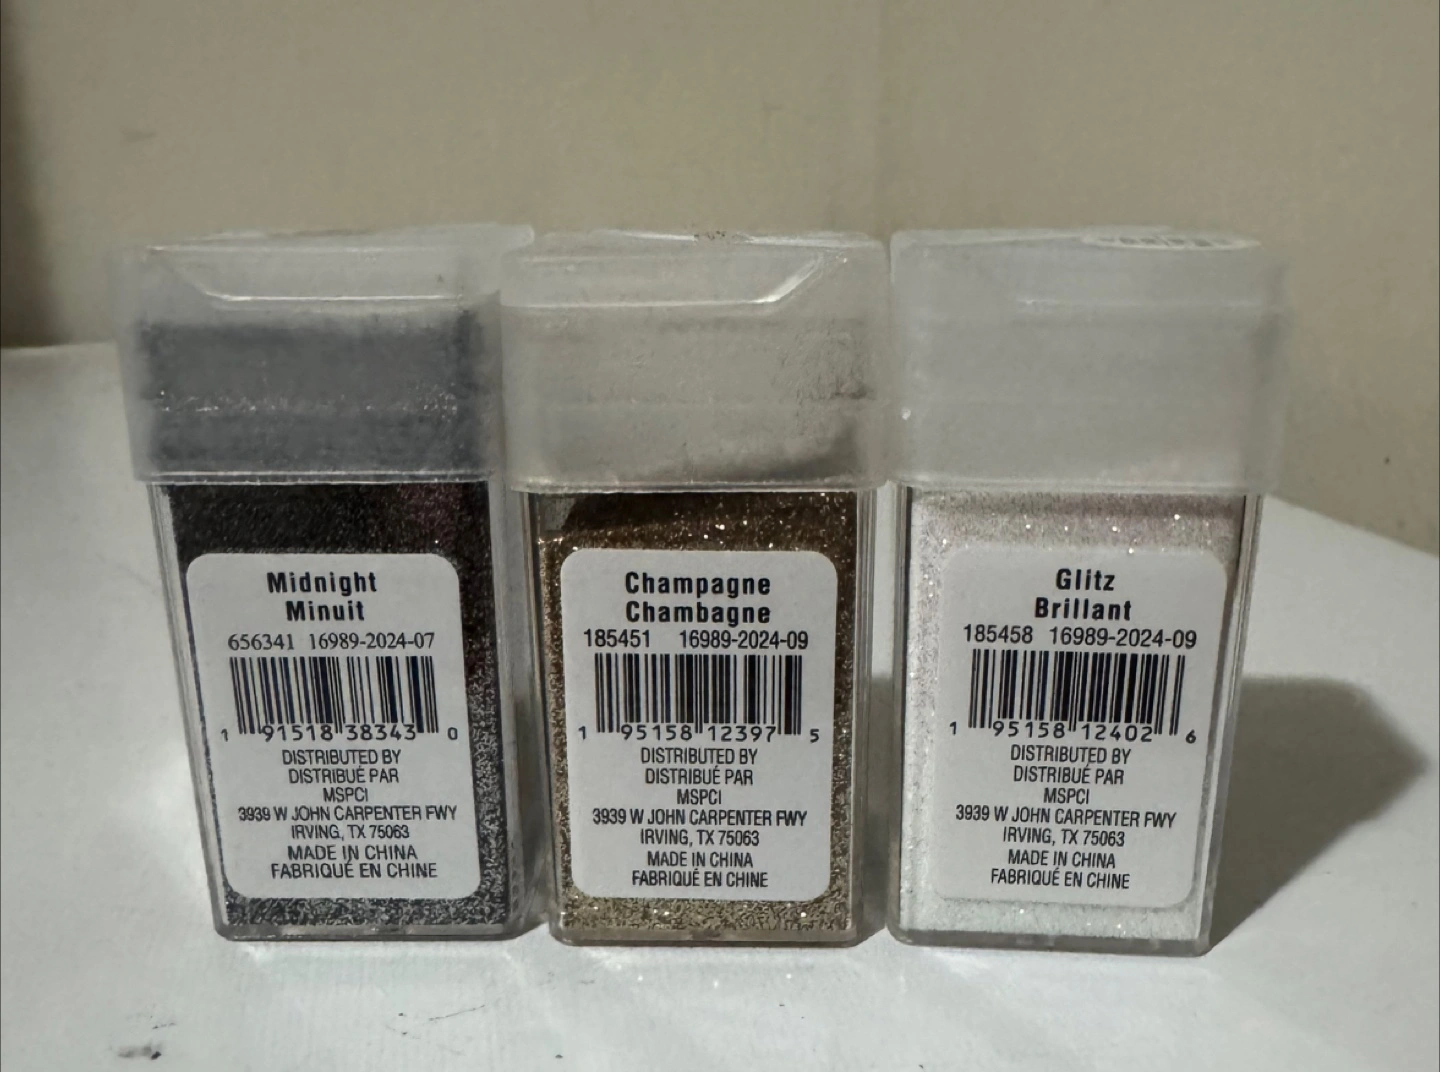 Midnight
Minuit
656341 16989-2024-07
1 91518 38343 0
DISTRIBUTED BY
DISTRIBUÉ PAR
MSPCI
3939 W JOHN CARPENTER FWY
IRVING, TX 75063
MADE IN CHINA
FABRIQUÉ EN CHINE
Champagne
Chambagne
185451 16989-2024-09
1 95158 12397 5
DISTRIBUTED BY
DISTRIBUÉ PAR
MSPCI
3939 W JOHN CARPENTER FWY
IRVING, TX 75063
MADE IN CHINA
FABRIQUÉ EN CHINE
Glitz
Brillant
185458 16989-2024-09
1 95158 12402 6
DISTRIBUTED BY
DISTRIBUÉ PAR
MSPCI
3939 W JOHN CARPENTER FWY
IRVING, TX 75063
MADE IN CHINA
FABRIQUÉ EN CHINE